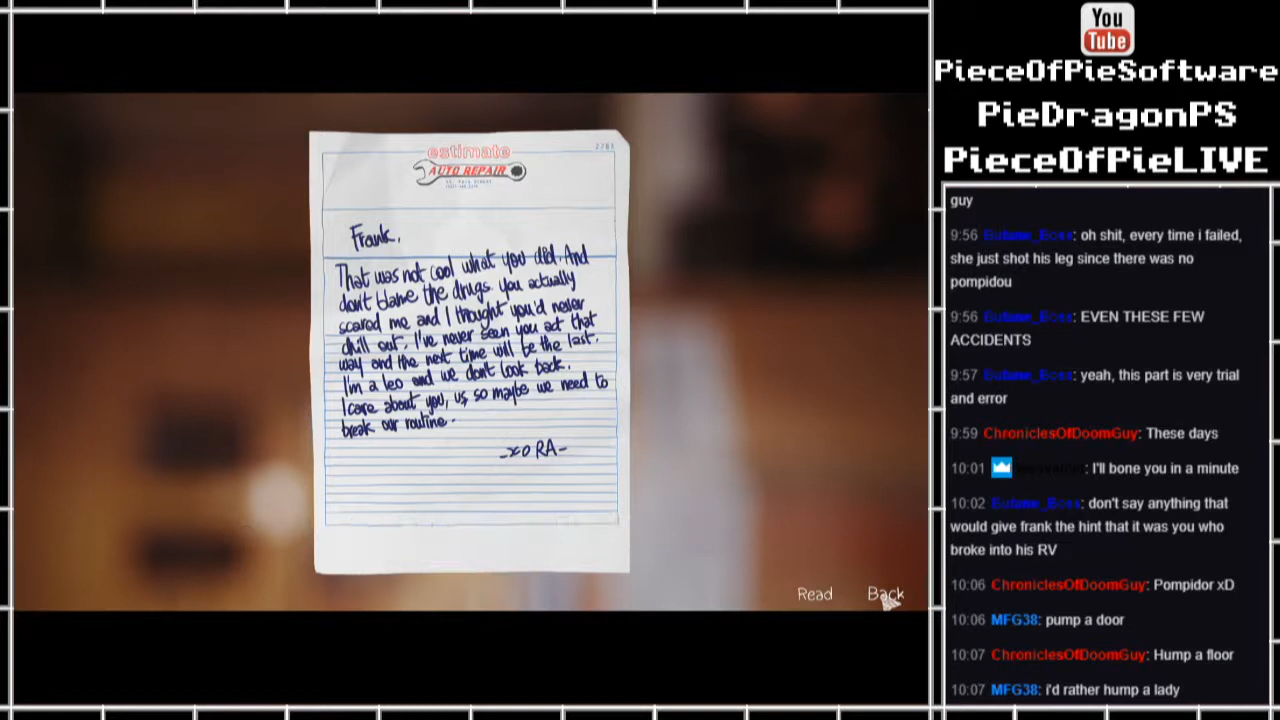 You
Tube
PieceOfPieSoftware
PieDragonPS
PieceOfPieLIVE
estimate
AUTO REPAIR
Frank,
That was not cool what you did. And
don't blame the drugs. You actually
scared me and I thought you'd never
chill out. I've never seen you act that
way and the next time will be the last.
I'm a leo and we don't look back.
I care about you, us, so maybe we need to
break our routine.
-xo RA-
Read Back
guy
9:56 Butane_Boss: oh shit, every time i failed,
she just shot his leg since there was no
pompidou
9:56 Butane_Boss: EVEN THESE FEW
ACCIDENTS
9:57 Butane_Boss: yeah, this part is very trial
and error
9:59 ChroniclesOfDoomGuy: These days
10:01 : I'll bone you in a minute
10:02 Butane_Boss: don't say anything that
would give frank the hint that it was you who
broke into his RV
10:06 ChroniclesOfDoomGuy: Pompidor xD
10:06 MFG38: pump a door
10:07 ChroniclesOfDoomGuy: Hump a floor
10:07 MFG38: i'd rather hump a lady